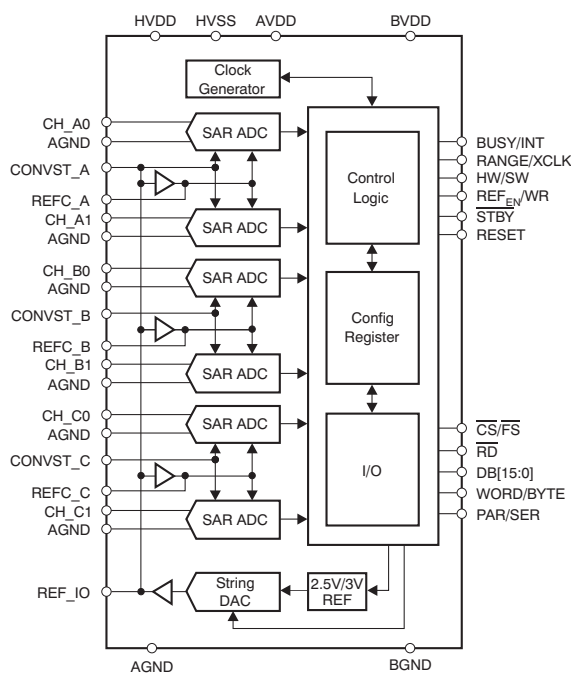 HVDD HVSS AVDD BVDD
Clock
Generator
CH_A0
AGND
SAR ADC
CONVST_A
REFC_A
CH_A1
AGND
SAR ADC
CH_B0
AGND
SAR ADC
CONVST_B
REFC_B
CH_B1
AGND
SAR ADC
CH_C0
AGND
SAR ADC
CONVST_C
REFC_C
CH_C1
AGND
SAR ADC
REF_IO
String
DAC
2.5V/3V
REF
Control
Logic
Config
Register
I/O
BUSY/INT
RANGE/XCLK
HW/SW
REF_EN/WR
STBY
RESET
CS/FS
RD
DB[15:0]
WORD/BYTE
PAR/SER
AGND BGND